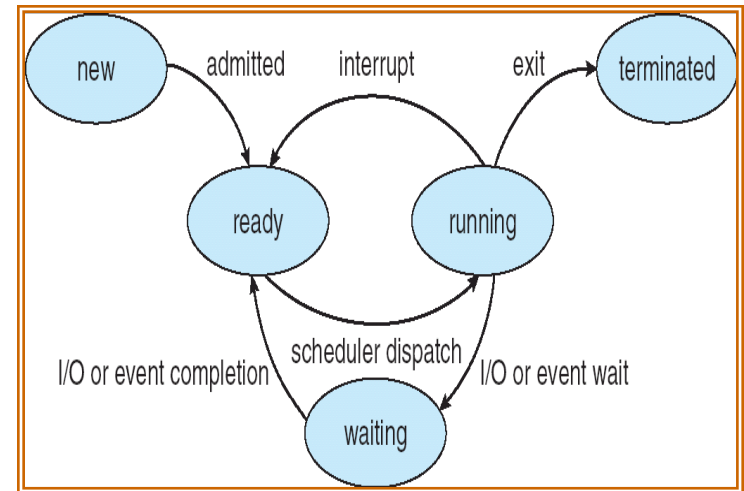 new
admitted
interrupt
exit
terminated
ready
running
scheduler dispatch
I/O or event completion
I/O or event wait
waiting